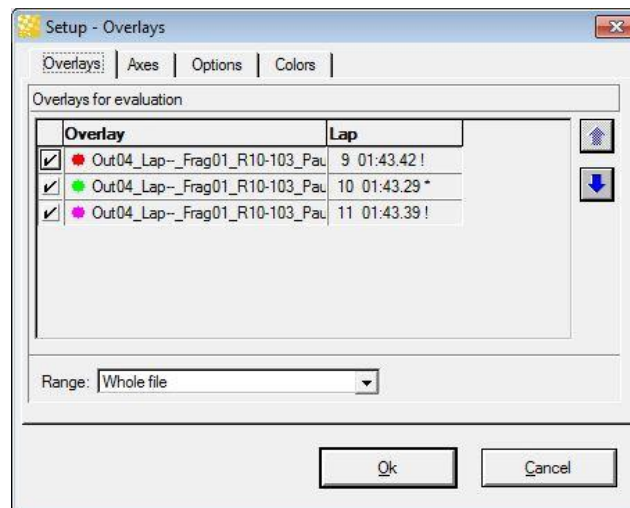 Setup - Overlays
Overlays Axes Options Colors
Overlays for evaluation
Overlay Lap
Out04_Lap--_Frag01_R10-103_Pau 9 01:43.42 !
Out04_Lap--_Frag01_R10-103_Pau 10 01:43.29 *
Out04_Lap--_Frag01_R10-103_Pau 11 01:43.39 !
Range: Whole file
Ok Cancel